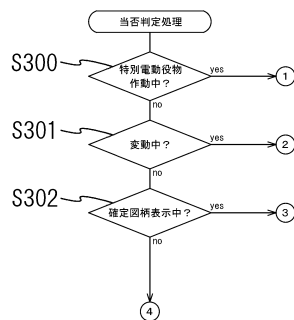 当否判定処理
S300
特別電動役物
作動中？
yes
1
no
S301
変動中？
yes
2
no
S302
確定図柄表示中？
yes
3
no
4